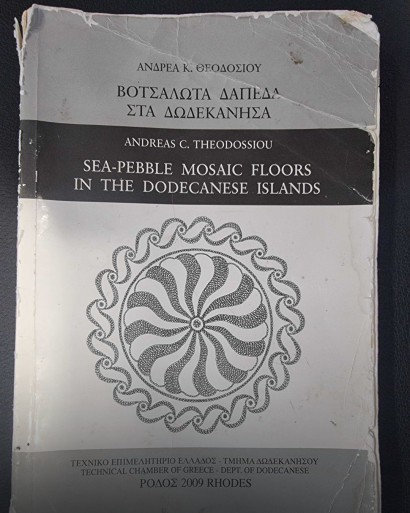 ΑΝΔΡΕΑ Κ. ΘΕΟΔΟΣΙΟΥ
ΒΟΤΣΑΛΩΤΑ ΔΑΠΕΔΑ
ΣΤΑ ΔΩΔΕΚΑΝΗΣΑ
ANDREAS C. THEODOSSIOU
SEA-PEBBLE MOSAIC FLOORS
IN THE DODECANESE ISLANDS
ΤΕΧΝΙΚΟ ΕΠΙΜΕΛΗΤΗΡΙΟ ΕΛΛΑΔΟΣ - ΤΜΗΜΑ ΔΩΔΕΚΑΝΗΣΟΥ
TECHNICAL CHAMBER OF GREECE - DEPT. OF DODECANESE
ΡΟΔΟΣ 2009 RHODES